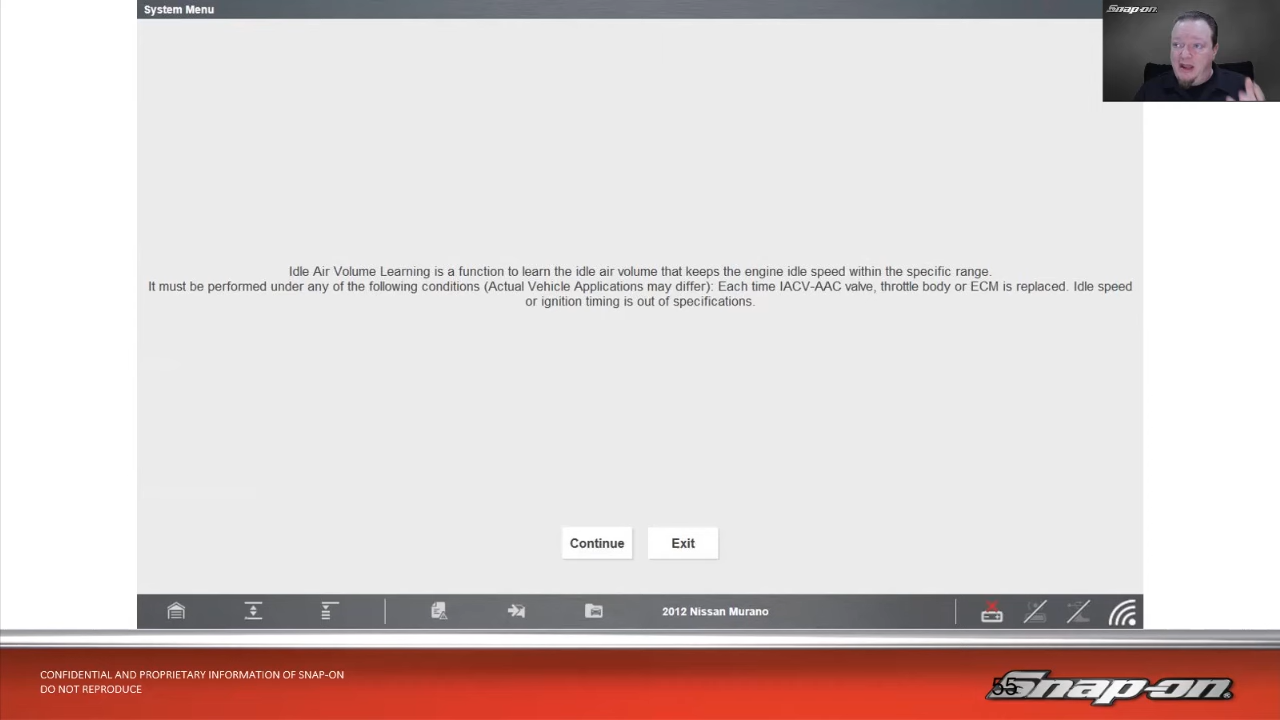 System Menu
Snap-on
Idle Air Volume Learning is a function to learn the idle air volume that keeps the engine idle speed within the specific range.
It must be performed under any of the following conditions (Actual Vehicle Applications may differ): Each time IACV-AAC valve, throttle body or ECM is replaced. Idle speed
or ignition timing is out of specifications.
Continue Exit
2012 Nissan Murano
CONFIDENTIAL AND PROPRIETARY INFORMATION OF SNAP-ON
DO NOT REPRODUCE
55
Snap-on